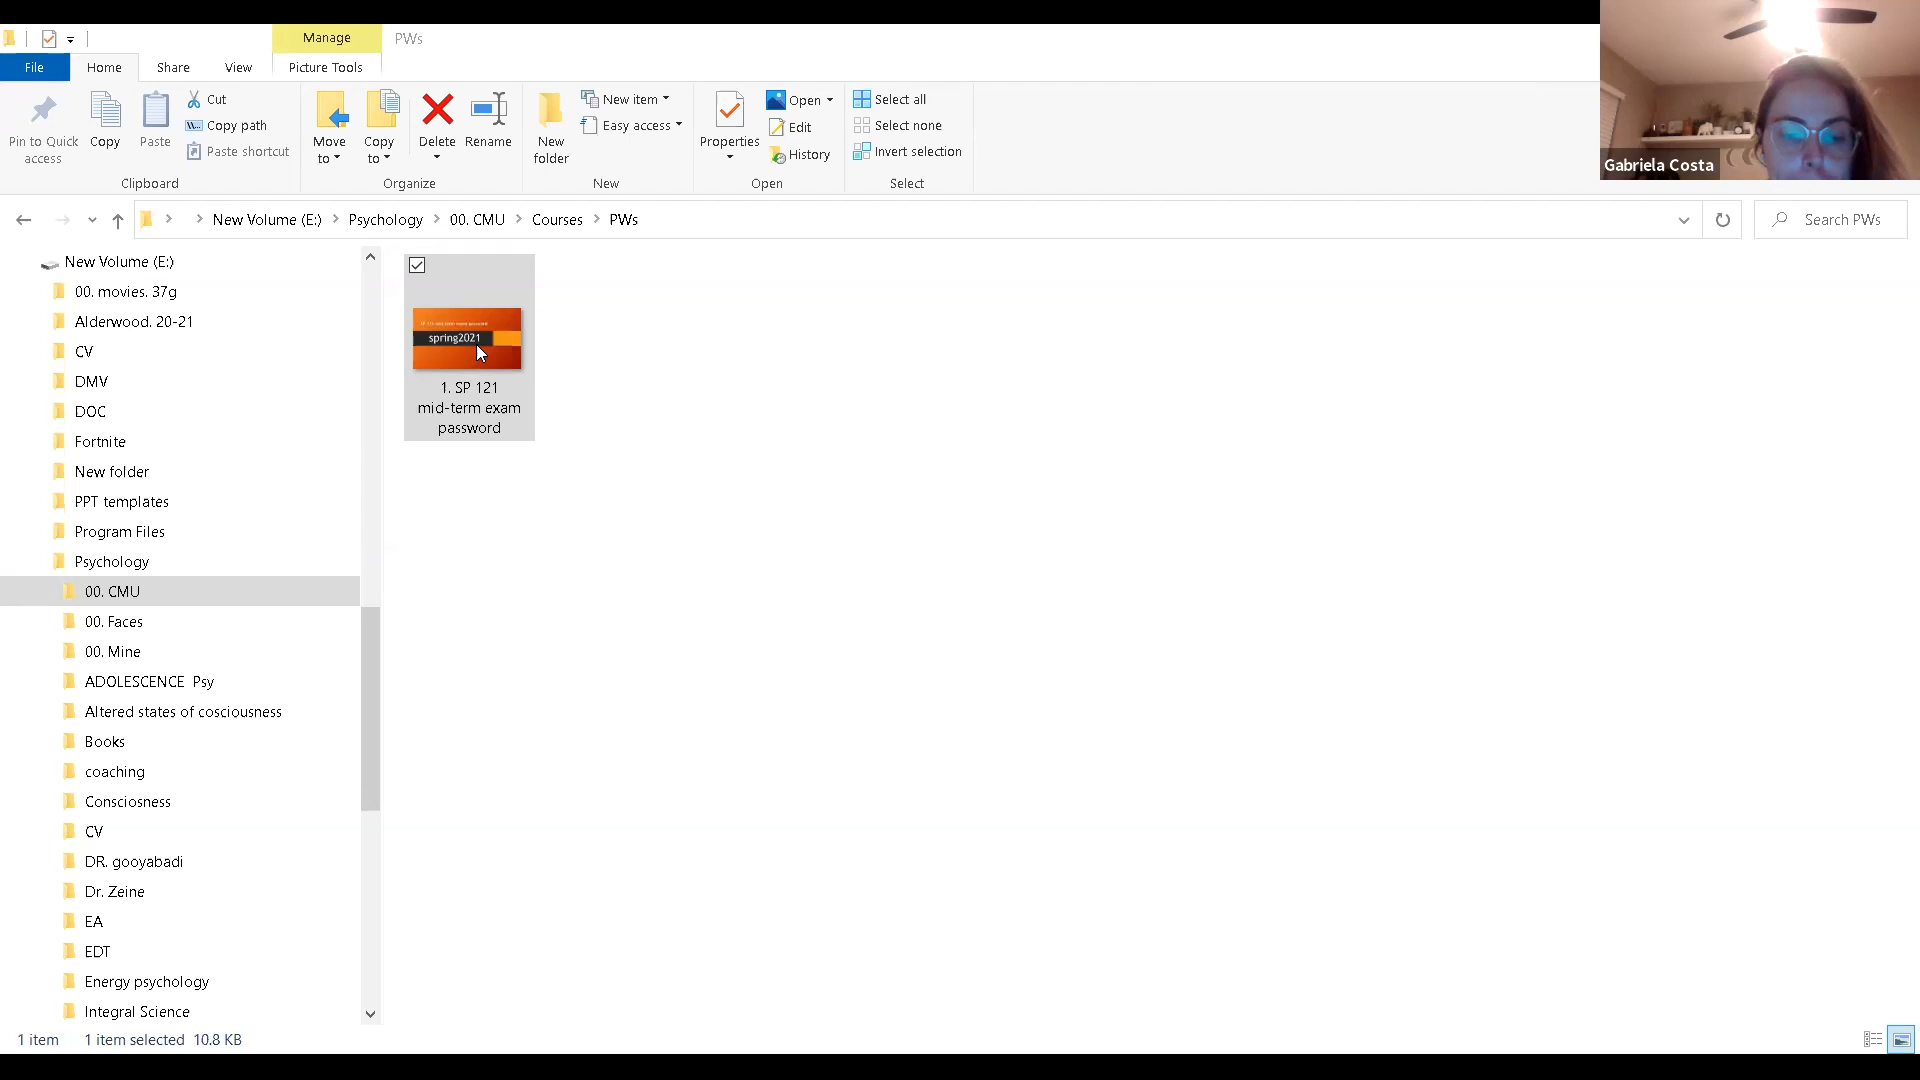 Manage
PWs
File
Home
Share
View
Picture Tools
Pin to Quick access
Copy
Paste
Cut
Copy path
Paste shortcut
Clipboard
Move to
Copy to
Delete
Rename
Organize
New folder
New item
Easy access
New
Properties
Open
Edit
History
Open
Select all
Select none
Invert selection
Select
Gabriela Costa
New Volume (E:) > Psychology > 00. CMU > Courses > PWs
Search PWs
New Volume (E:)
00. movies. 37g
Alderwood. 20-21
CV
DMV
DOC
Fortnite
New folder
PPT templates
Program Files
Psychology
00. CMU
00. Faces
00. Mine
ADOLESCENCE Psy
Altered states of cosciousness
Books
coaching
Consciosness
CV
DR. gooyabadi
Dr. Zeine
EA
EDT
Energy psychology
Integral Science
SP 121 mid-term exam password
spring2021
1. SP 121
mid-term exam
password
1 item
1 item selected 10.8 KB